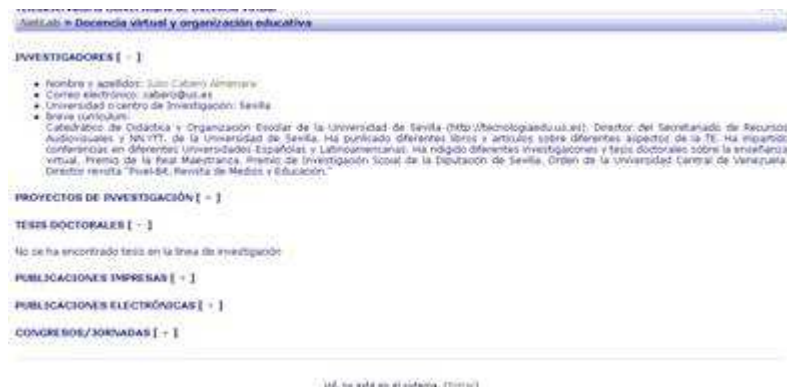 NetLab » Docencia virtual y organización educativa
INVESTIGADORES [ - ]
Nombre y apellidos: Julio Cabero Almenara
Correo electrónico: cabero@us.es
Universidad o centro de Investigación: Sevilla
Breve curriculum:
Catedrático de Didáctica y Organización Escolar de la Universidad de Sevilla (http://tecnologiaedu.us.es). Director del Secretariado de Recursos
Audiovisuales y NN.YTT. de la Universidad de Sevilla. Ha publicado diferentes libros y artículos sobre diferentes aspectos de la TE. Ha impartido
conferencias en diferentes Universidades Españolas y Latinoamericanas. Ha dirigido diferentes investigaciones y tesis doctorales sobre la enseñanza
virtual. Premio de la Real Maestranza, Premio de Investigación Social de la Diputación de Sevilla, Orden de la Universidad Central de Venezuela.
Director revista "Pixel-Bit. Revista de Medios y Educación."
PROYECTOS DE INVESTIGACIÓN [ + ]
TESIS DOCTORALES [ - ]
No se ha encontrado tesis en la línea de investigación
PUBLICACIONES IMPRESAS [ + ]
PUBLICACIONES ELECTRÓNICAS [ + ]
CONGRESOS/JORNADAS [ + ]